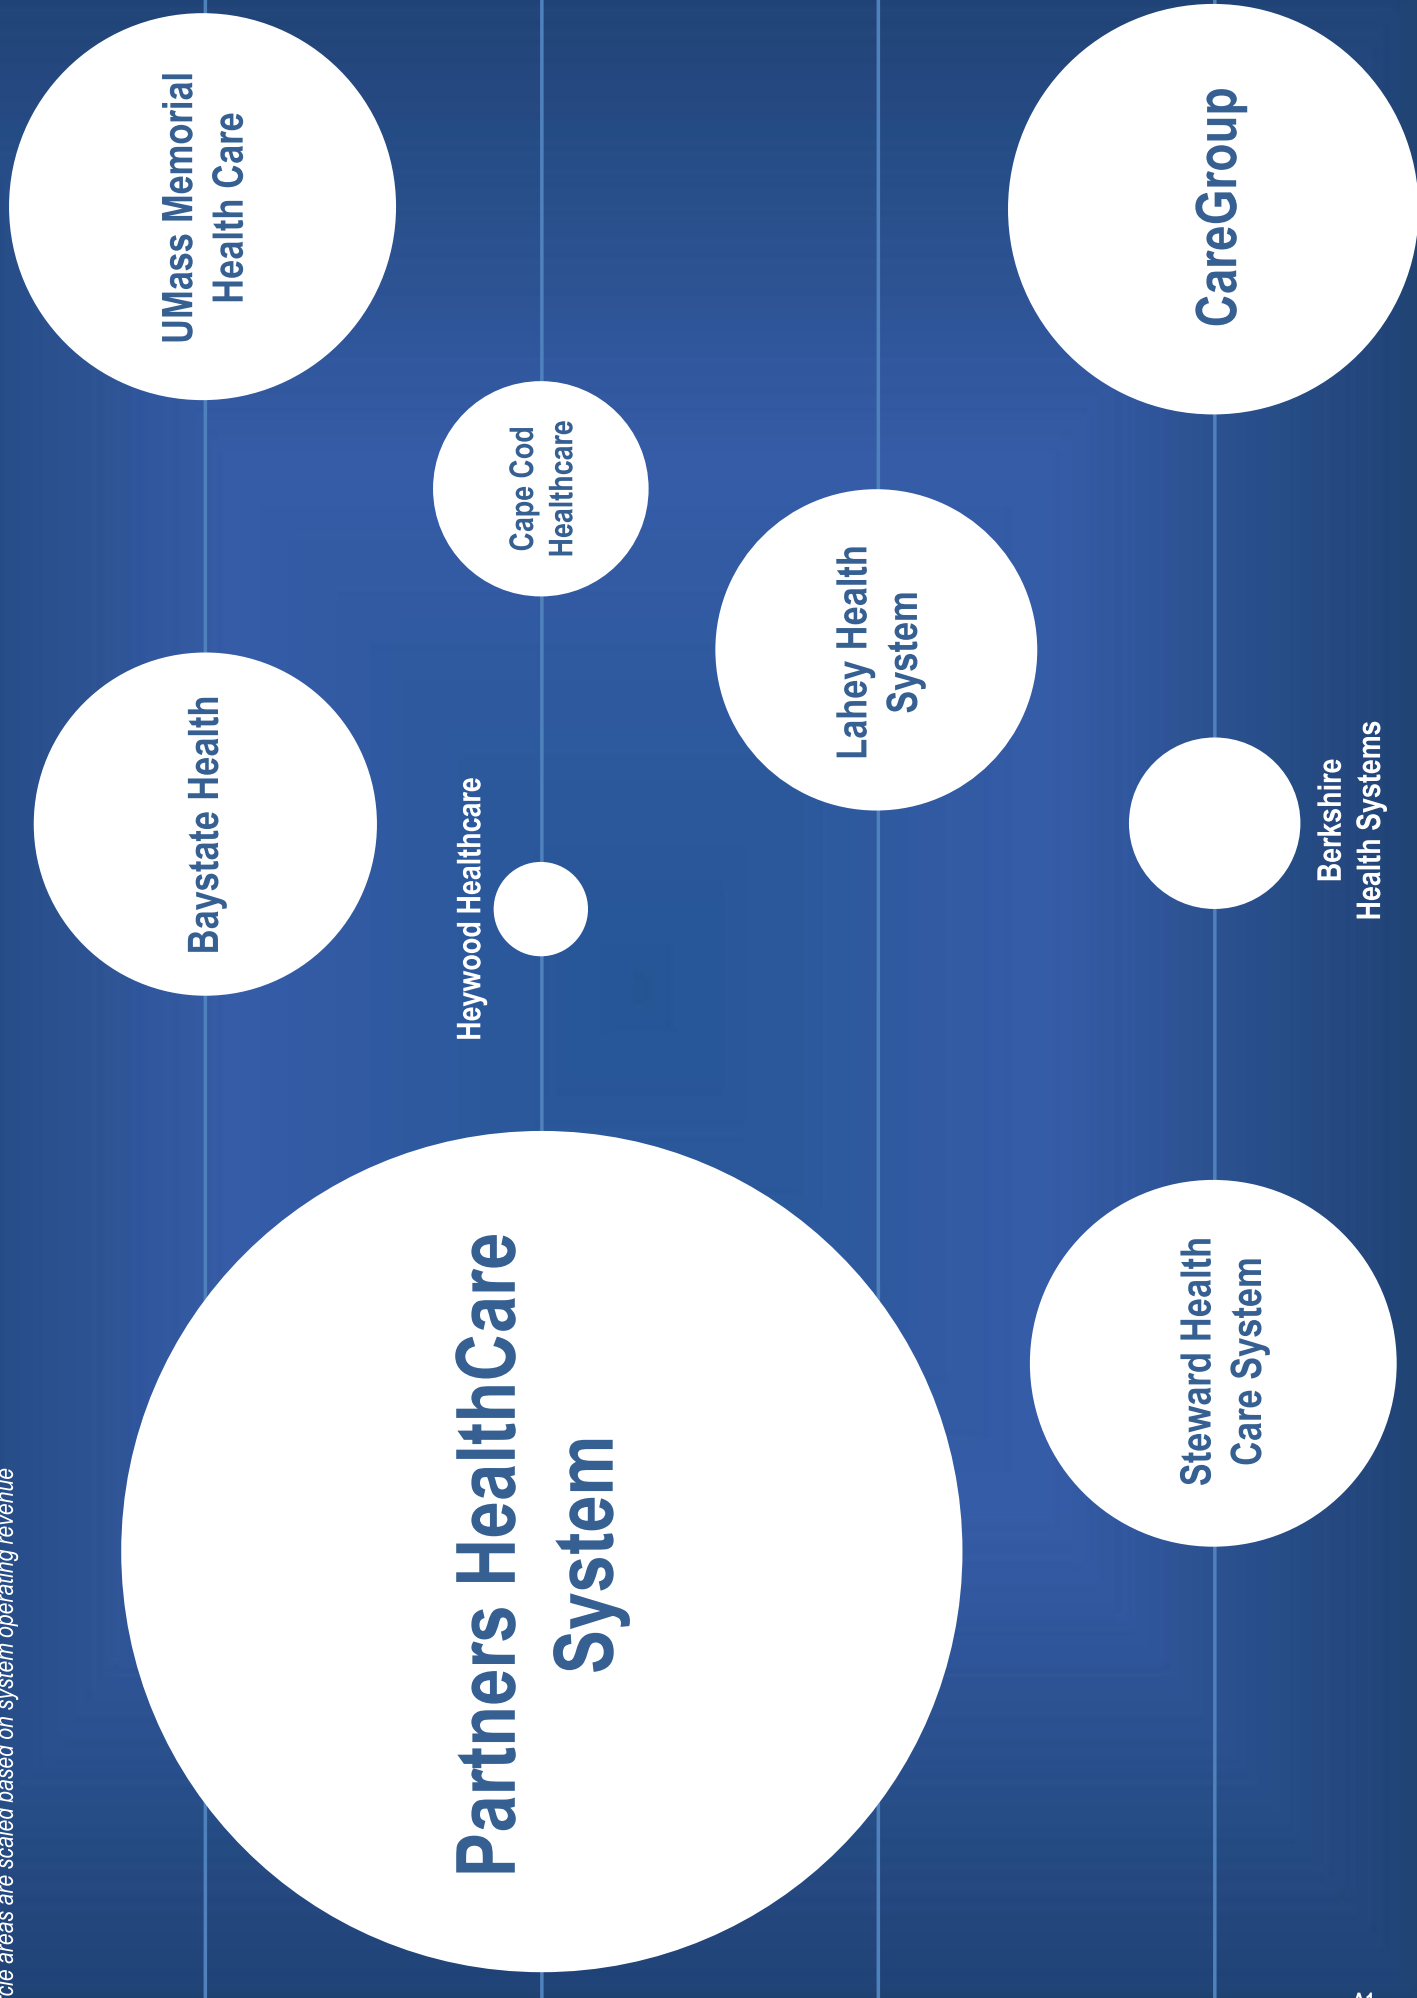 areas are scaled based on system operating revenue
Partners HealthCare
System
Baystate Health
UMass Memorial
Health Care
Heywood Healthcare
Cape Cod
Healthcare
Lahey Health
System
Steward Health
Care System
Berkshire
Health Systems
CareGroup